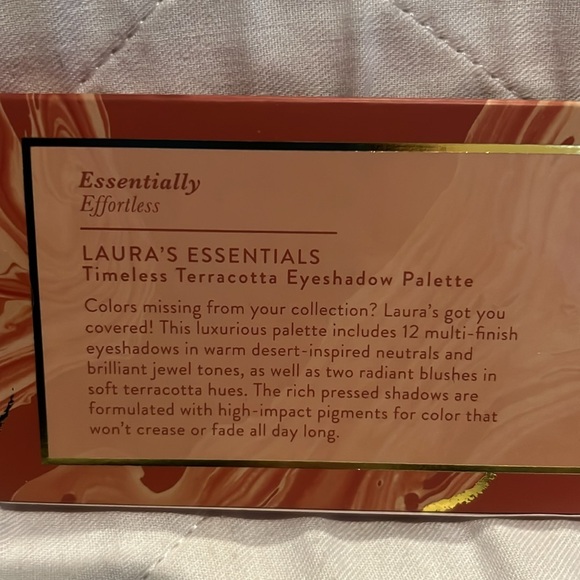 Essentially
Effortless
LAURA'S ESSENTIALS
Timeless Terracotta Eyeshadow Palette
Colors missing from your collection? Laura's got you
covered! This luxurious palette includes 12 multi-finish
eyeshadows in warm desert-inspired neutrals and
brilliant jewel tones, as well as two radiant blushes in
soft terracotta hues. The rich pressed shadows are
formulated with high-impact pigments for color that
won't crease or fade all day long.